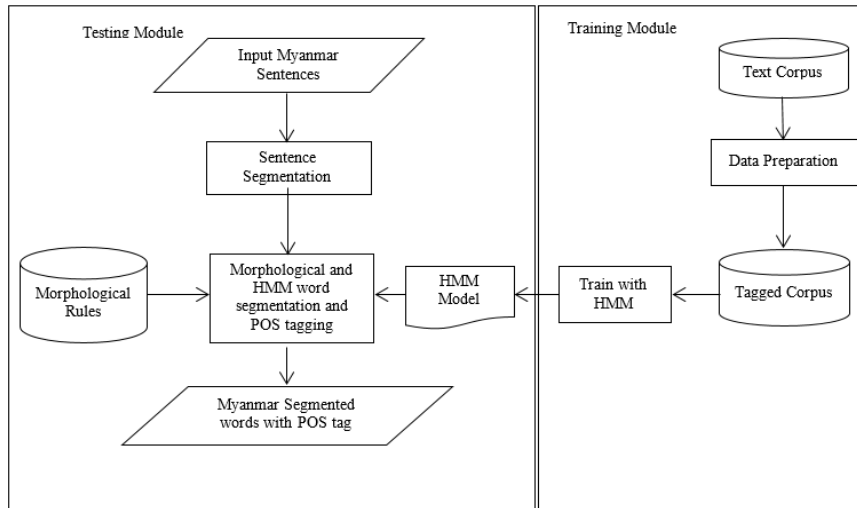 Testing Module
Input Myanmar
Sentences
Sentence
Segmentation
Morphological
Rules
Morphological and
HMM word
segmentation and
POS tagging
HMM
Model
Myanmar Segmented
words with POS tag
Training Module
Text Corpus
Data Preparation
Tagged Corpus
Train with
HMM